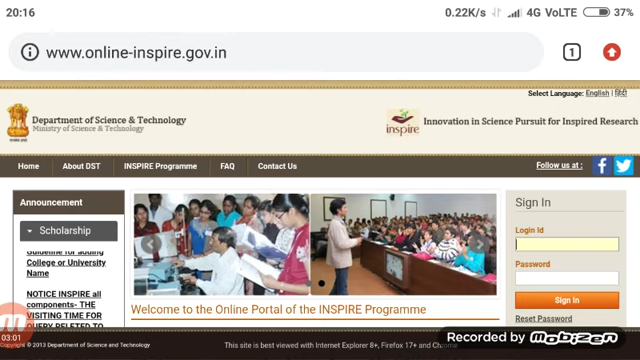 20:16
0.22K/s
4G VoLTE
37%
www.online-inspire.gov.in
1
Select Language: English | हिंदी
Department of Science & Technology
Ministry of Science & Technology
inspire
Innovation in Science Pursuit for Inspired Research
Home
About DST
INSPIRE Programme
FAQ
Contact Us
Follow us at :
Announcement
Scholarship
Guideline for adding
College or University
Name
NOTICE INSPIRE all
components- THE
VISITING TIME FOR
QUERY RELETED TO
Welcome to the Online Portal of the INSPIRE Programme
Sign In
Login Id
Password
Sign In
Reset Password
03:01
Copyright © 2013 Department of Science and Technology
This site is best viewed with Internet Explorer 8+, Firefox 17+ and Chrome
Recorded by mobizen